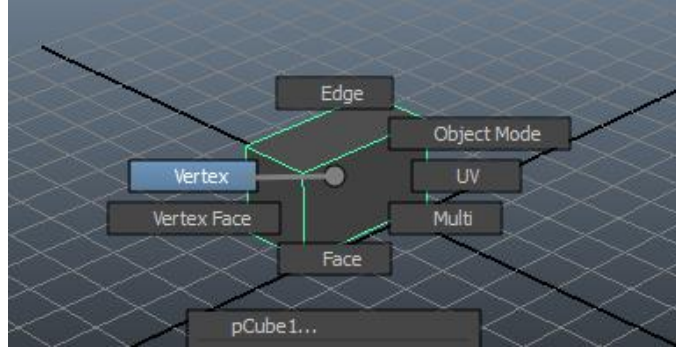 Edge
Object Mode
Vertex
UV
Vertex Face
Multi
Face
pCube1...